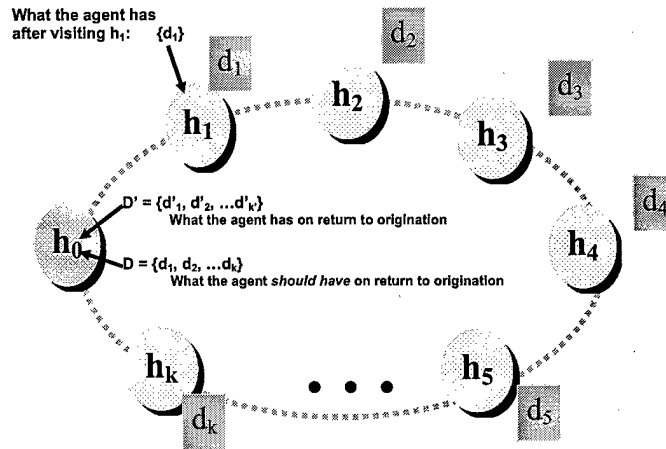 What the agent has
after visiting h1: {d1}
d1
d2
d3
h1
h2
h3
d4
D' = {d'1, d'2, ...d'k'}
What the agent has on return to origination
h0
h4
D = {d1, d2, ...dk}
What the agent should have on return to origination
hk
• • •
h5
dk
d5